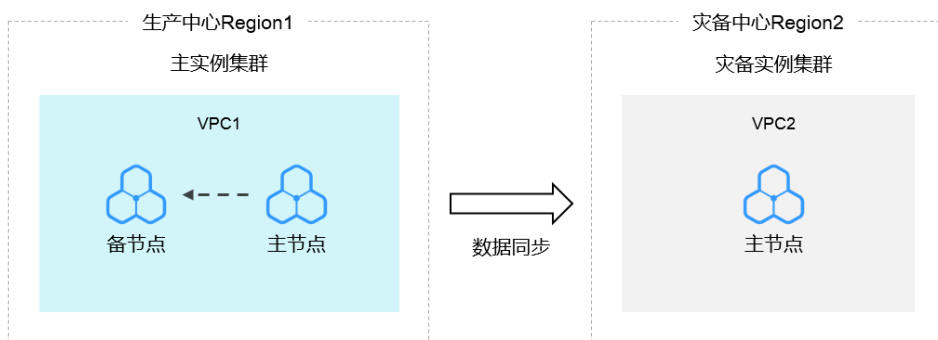 生产中心Region1
主实例集群
VPC1
备节点
主节点
数据同步
灾备中心Region2
灾备实例集群
VPC2
主节点